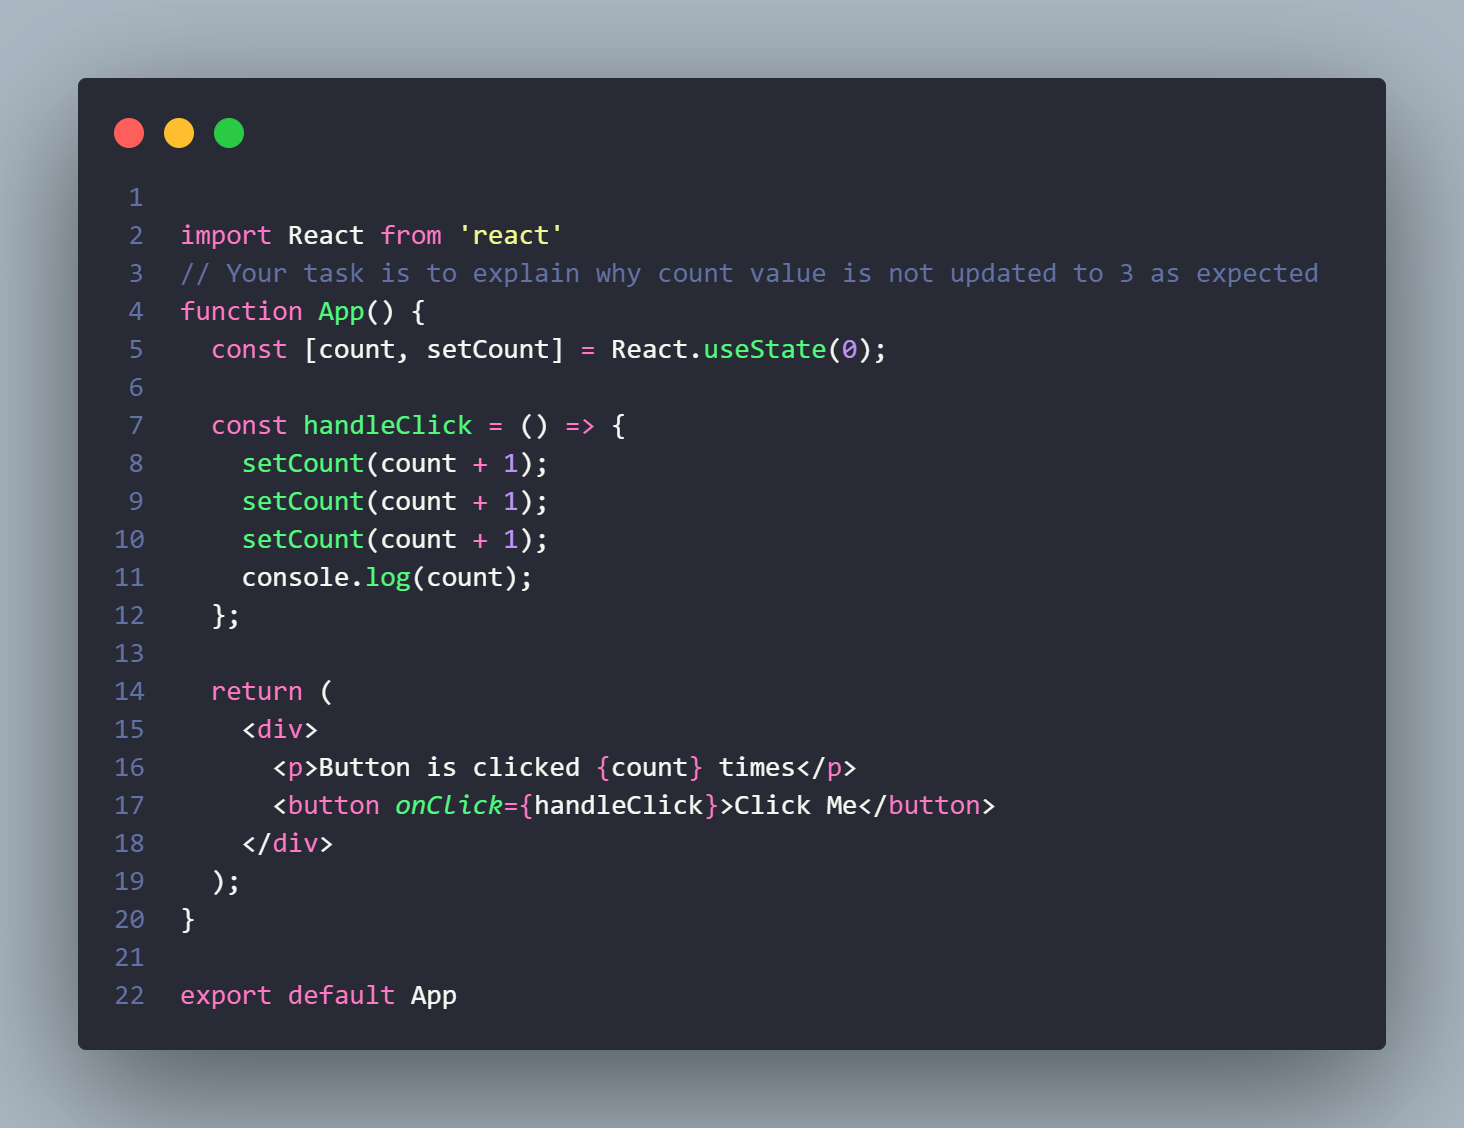 1
2 import React from 'react'
3 // Your task is to explain why count value is not updated to 3 as expected
4 function App() {
5   const [count, setCount] = React.useState(0);
6
7   const handleClick = () => {
8     setCount(count + 1);
9     setCount(count + 1);
10     setCount(count + 1);
11     console.log(count);
12   };
13
14   return (
15     <div>
16       <p>Button is clicked {count} times</p>
17       <button onClick={handleClick}>Click Me</button>
18     </div>
19   );
20 }
21
22 export default App